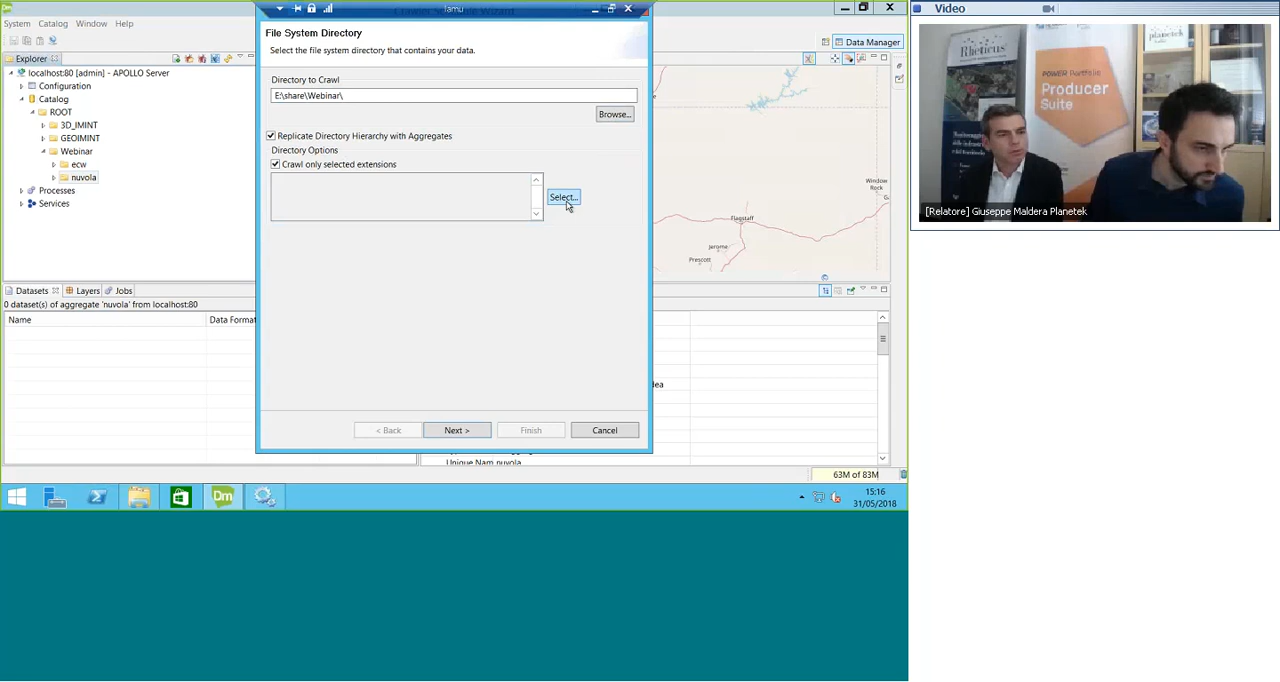 lamu
System Catalog Window Help
Explorer
localhost:80 [admin] - APOLLO Server
Configuration
Catalog
ROOT
3D_IMINT
GEOIMINT
Webinar
ecw
nuvola
Processes
Services
File System Directory
Select the file system directory that contains your data.
Directory to Crawl
E:\share\Webinar\
Browse...
Replicate Directory Hierarchy with Aggregates
Directory Options
Crawl only selected extensions
Select...
< Back
Next >
Finish
Cancel
Data Manager
Window
Rock
Flagstaff
Jerome
Prescott
Datasets Layers Jobs
0 dataset(s) of aggregate 'nuvola' from localhost:80
Name Data Format
dea
Unique Nam nuvola
63M of 83M
Dm
15:16
31/05/2018
Video
Rheticus
planetek
POWER Portfolio
Producer
Suite
[Relatore] Giuseppe Maldera Planetek